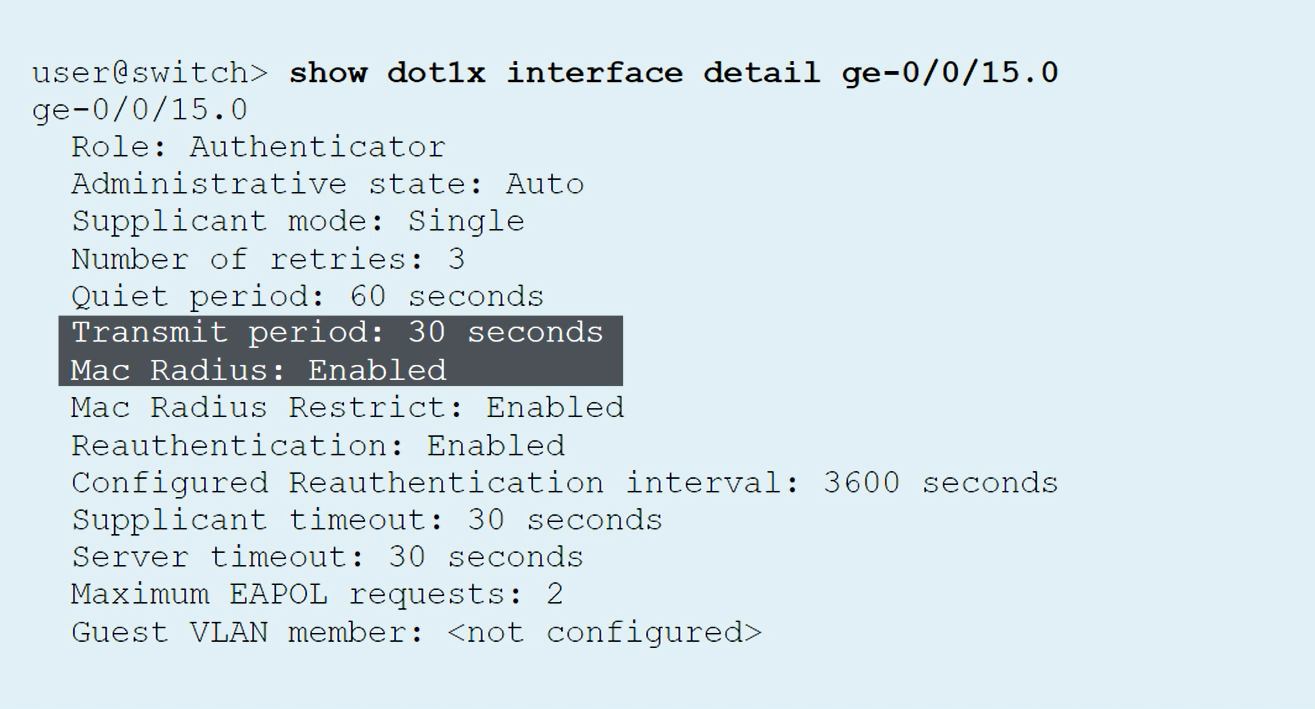 user@switch> show dot1x interface detail ge-0/0/15.0
ge-0/0/15.0
Role: Authenticator
Administrative state: Auto
Supplicant mode: Single
Number of retries: 3
Quiet period: 60 seconds
Transmit period: 30 seconds
Mac Radius: Enabled
Mac Radius Restrict: Enabled
Reauthentication: Enabled
Configured Reauthentication interval: 3600 seconds
Supplicant timeout: 30 seconds
Server timeout: 30 seconds
Maximum EAPOL requests: 2
Guest VLAN member: <not configured>